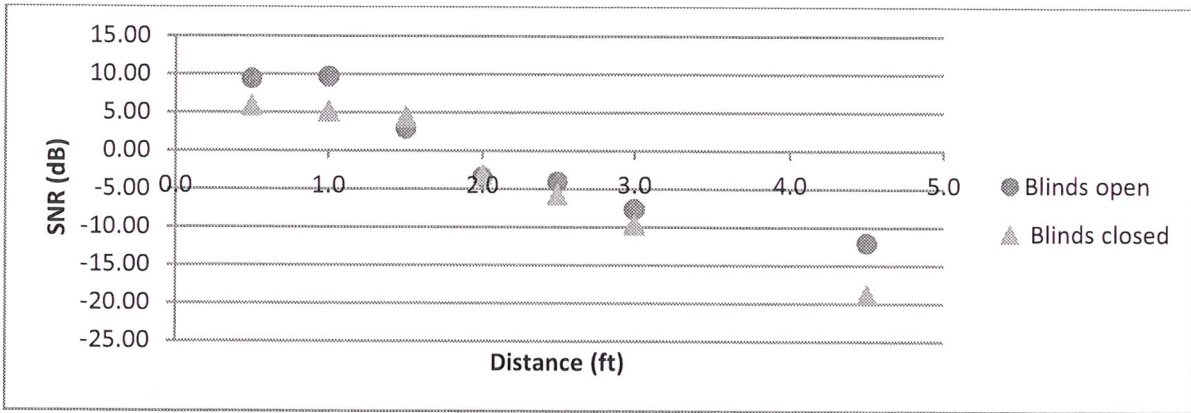 15.00
10.00
5.00
0.00
-5.00
-10.00
-15.00
-20.00
-25.00
SNR (dB)
0.0 1.0 2.0 3.0 4.0 5.0
Distance (ft)
Blinds open
Blinds closed